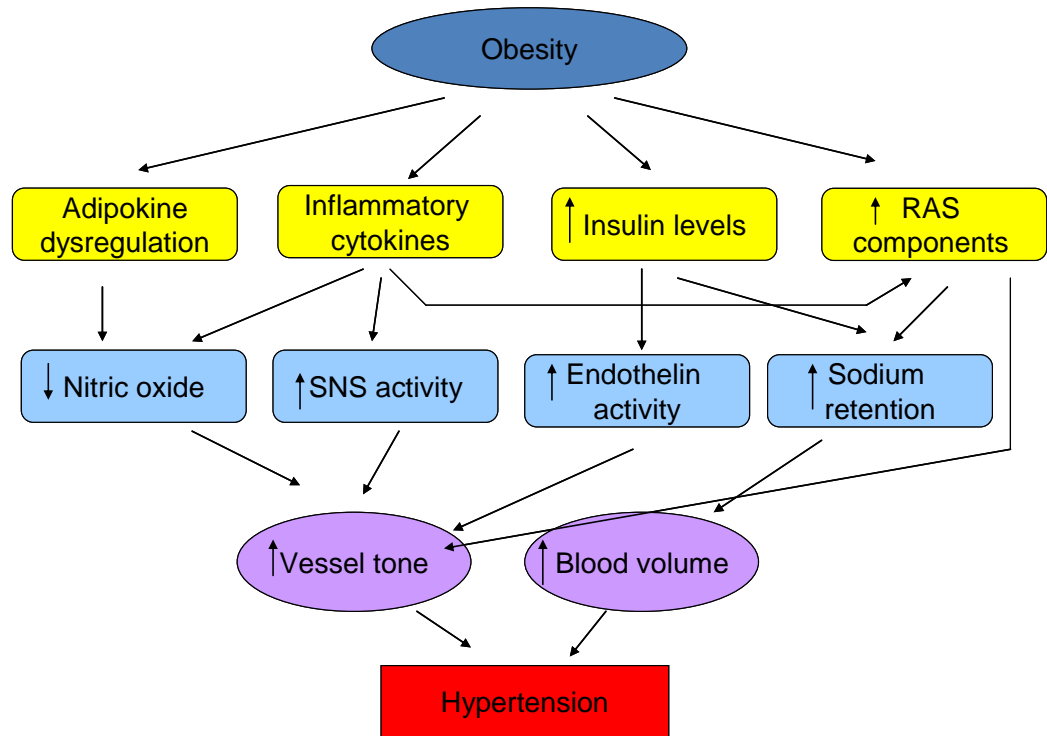 Obesity
Adipokine
dysregulation
Inflammatory
cytokines
↑ Insulin levels
↑ RAS
components
↓ Nitric oxide
↑ SNS activity
↑ Endothelin
activity
↑ Sodium
retention
↑ Vessel tone
↑ Blood volume
Hypertension